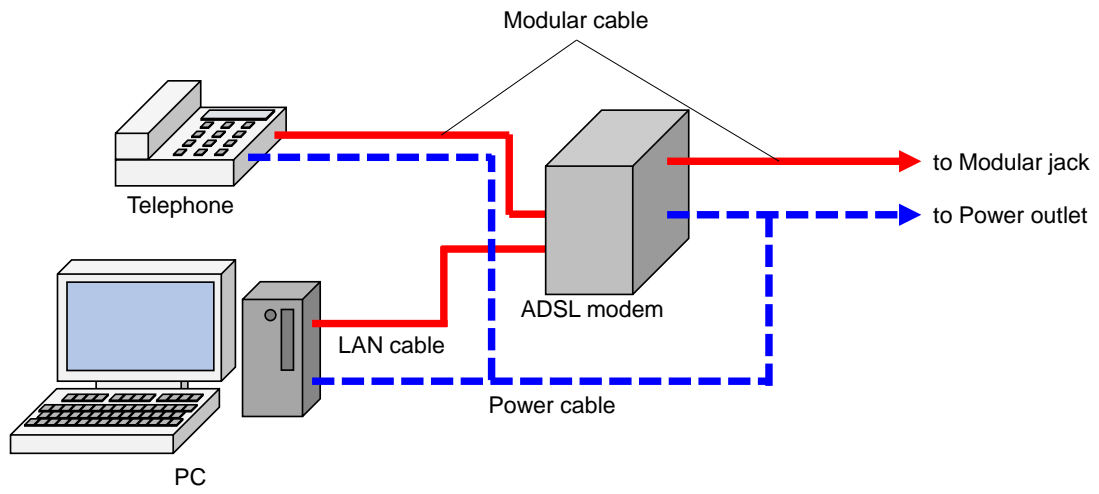 Modular cable
to Modular jack
Telephone
to Power outlet
ADSL modem
LAN cable
Power cable
PC